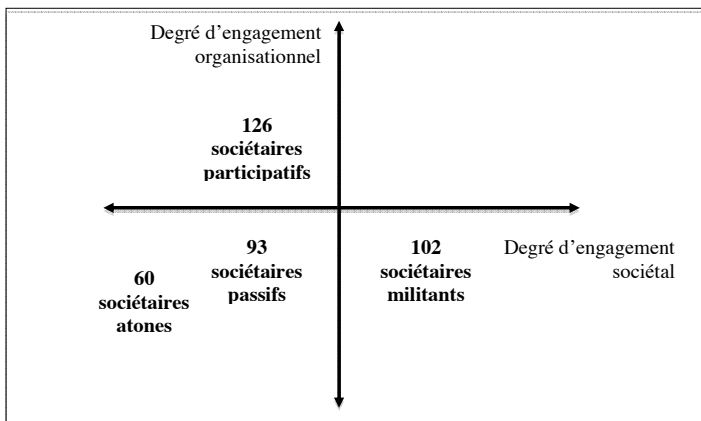 Degré d’engagement
organisationnel
126
sociétaires
participatifs
93
sociétaires
passifs
102
sociétaires
militants
Degré d’engagement
sociétal
60
sociétaires
atones